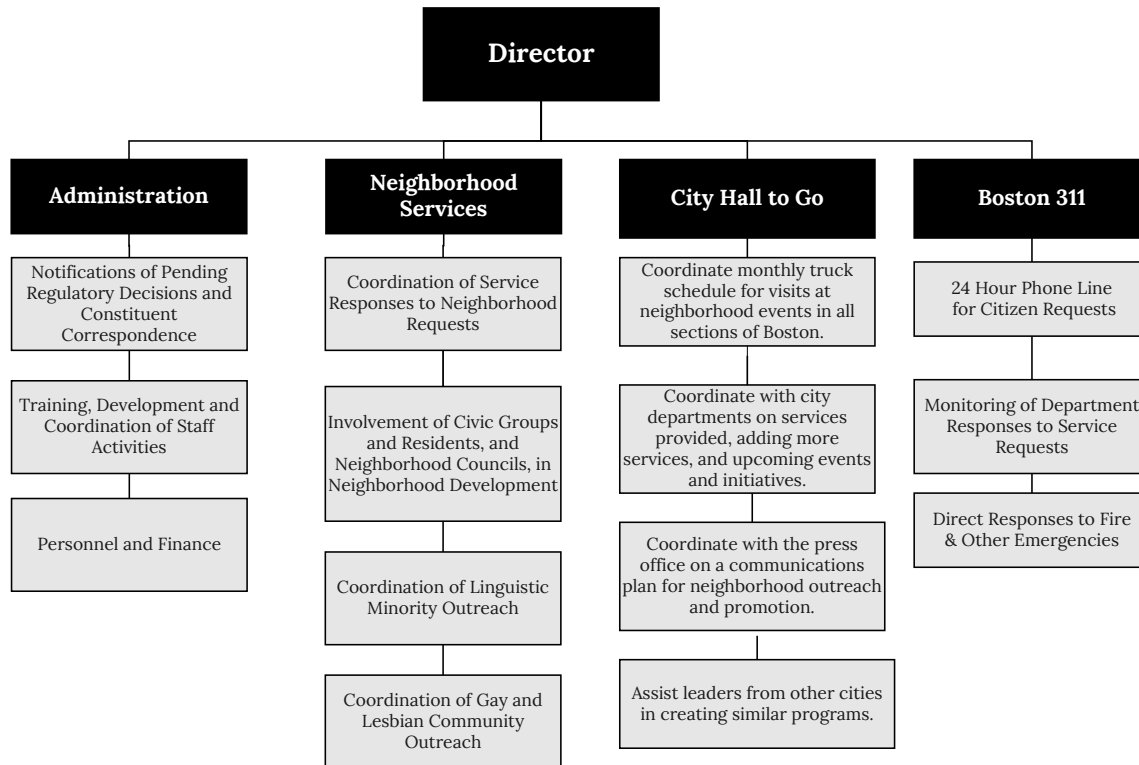 Director
Administration
Notifications of Pending
Regulatory Decisions and
Constituent
Correspondence
Training, Development and
Coordination of Staff
Activities
Personnel and Finance
Neighborhood
Services
Coordination of Service
Responses to Neighborhood
Requests
Involvement of Civic Groups
and Residents, and
Neighborhood Councils, in
Neighborhood Development
Coordination of Linguistic
Minority Outreach
Coordination of Gay and
Lesbian Community
Outreach
City Hall to Go
Coordinate monthly truck
schedule for visits at
neighborhood events in all
sections of Boston.
Coordinate with city
departments on services
provided, adding more
services, and upcoming events
and initiatives.
Coordinate with the press
office on a communications
plan for neighborhood outreach
and promotion.
Assist leaders from other cities
in creating similar programs.
Boston 311
24 Hour Phone Line
for Citizen Requests
Monitoring of Department
Responses to Service
Requests
Direct Responses to Fire
& Other Emergencies